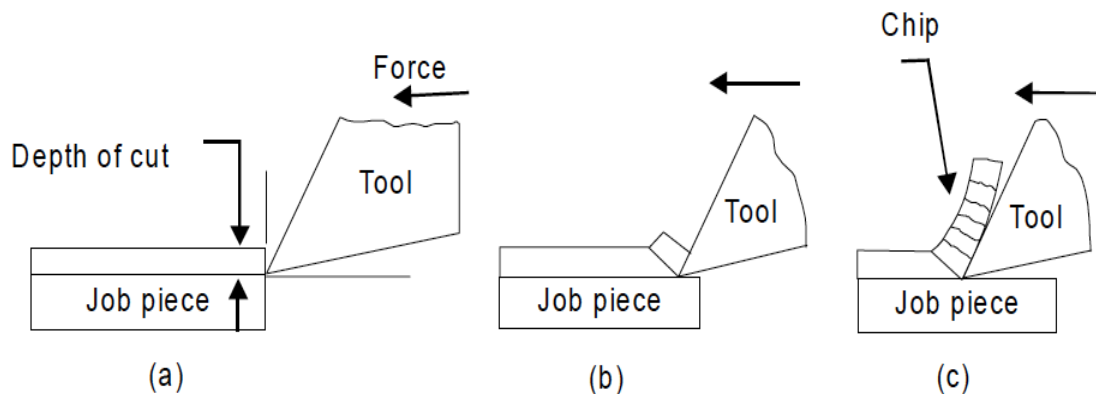 Chip
Force
Depth of cut
Tool
Tool
Tool
Job piece
Job piece
Job piece
(a)
(b)
(c)